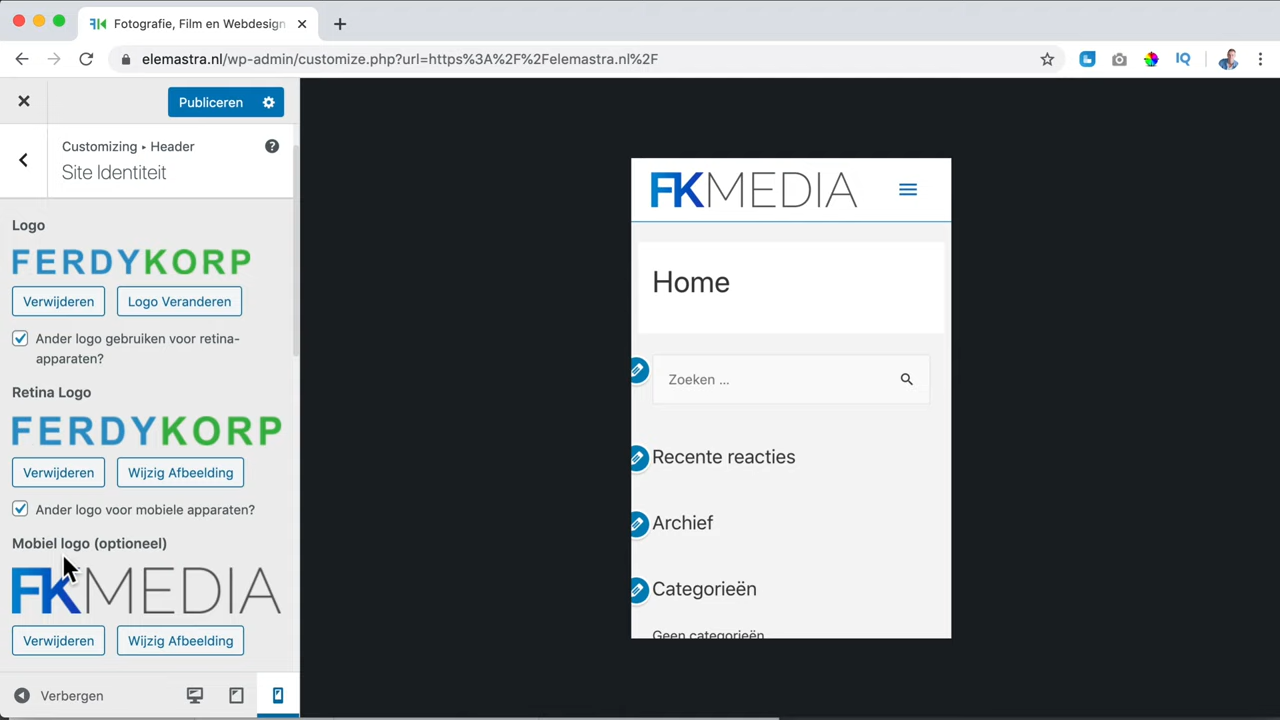 Fotografie, Film en Webdesign
elemastra.nl/wp-admin/customize.php?url=https%3A%2F%2Felemastra.nl%2F
IQ
Publiceren
Customizing ▸ Header
Site Identiteit
Logo
FERDYKORP
Verwijderen
Logo Veranderen
Ander logo gebruiken voor retina-
apparaten?
Retina Logo
FERDYKORP
Verwijderen
Wijzig Afbeelding
Ander logo voor mobiele apparaten?
Mobiel logo (optioneel)
FKMEDIA
Verwijderen
Wijzig Afbeelding
Verbergen
FKMEDIA
Home
Zoeken ...
Recente reacties
Archief
Categorieën
Geen categorieën